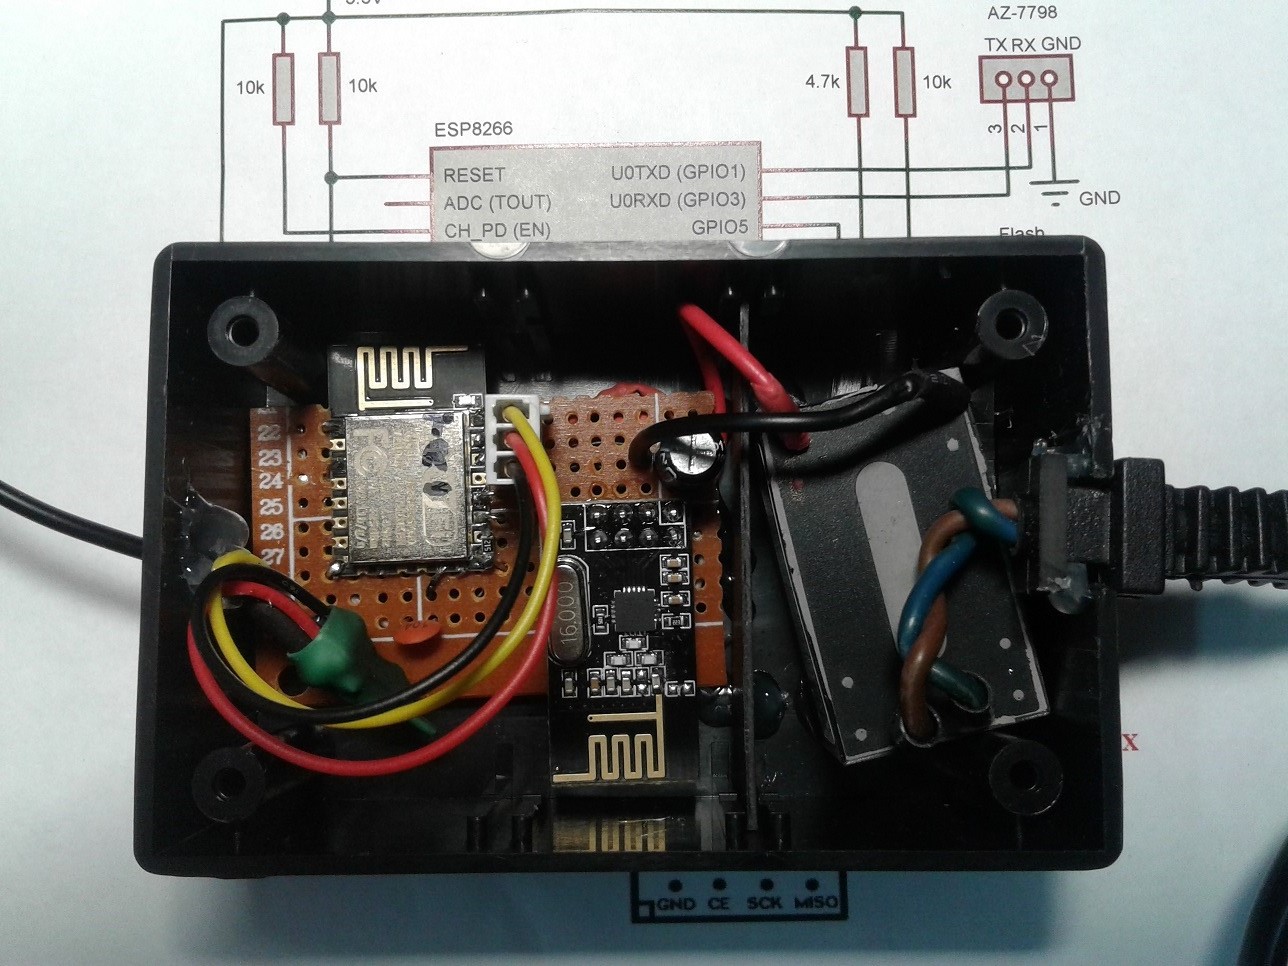 3.3V
AZ-7798
TX RX GND
10k
10k
4.7k
10k
3
2
1
ESP8266
RESET
U0TXD (GPIO1)
ADC (TOUT)
U0RXD (GPIO3)
CH_PD (EN)
GPIO5
GND
Flash
22
23
24
25
26
27
16.000
X
GND CE SCK MISO